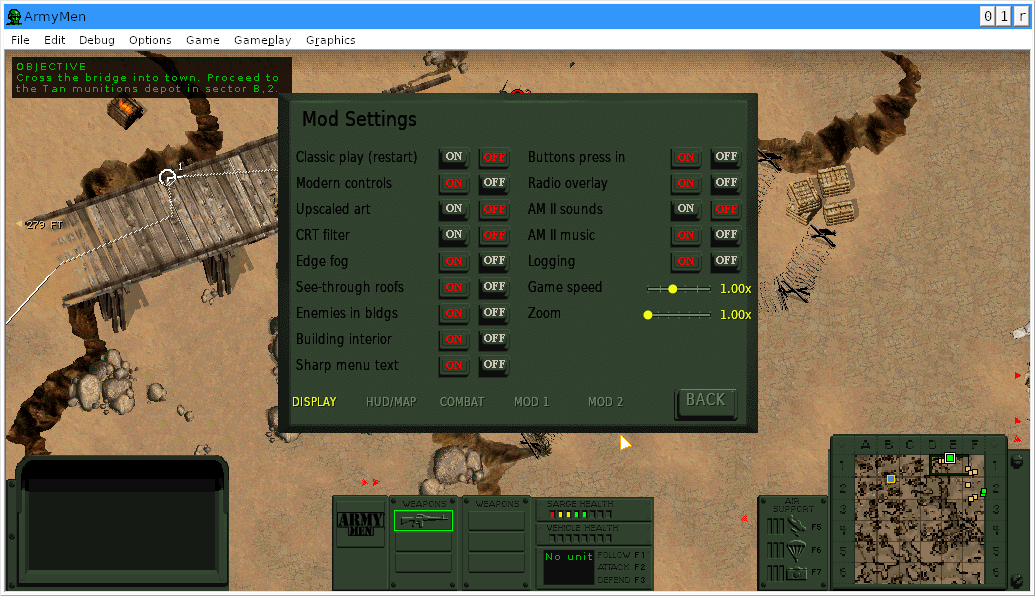 ArmyMen
0 1 r
File Edit Debug Options Game Gameplay Graphics
OBJECTIVE
Cross the bridge into town. Proceed to
the Tan munitions depot in sector B,2.
1
279 FT
Mod Settings
Classic play (restart) ON OFF Buttons press in ON OFF
Modern controls ON OFF Radio overlay ON OFF
Upscaled art ON OFF AM II sounds ON OFF
CRT filter ON OFF AM II music ON OFF
Edge fog ON OFF Logging ON OFF
See-through roofs ON OFF Game speed 1.00x
Enemies in bldgs ON OFF Zoom 1.00x
Building interior ON OFF
Sharp menu text ON OFF
DISPLAY HUD/MAP COMBAT MOD 1 MOD 2 BACK
ARMY
MEN
WEAPONS
WEAPONS
SARGE HEALTH
VEHICLE HEALTH
No unit
FOLLOW F1
ATTACK F2
DEFEND F3
AIR
SUPPORT
F5
F6
F7
A B C D E F
1 1
2 2
3 3
4 4
5 5
6 6